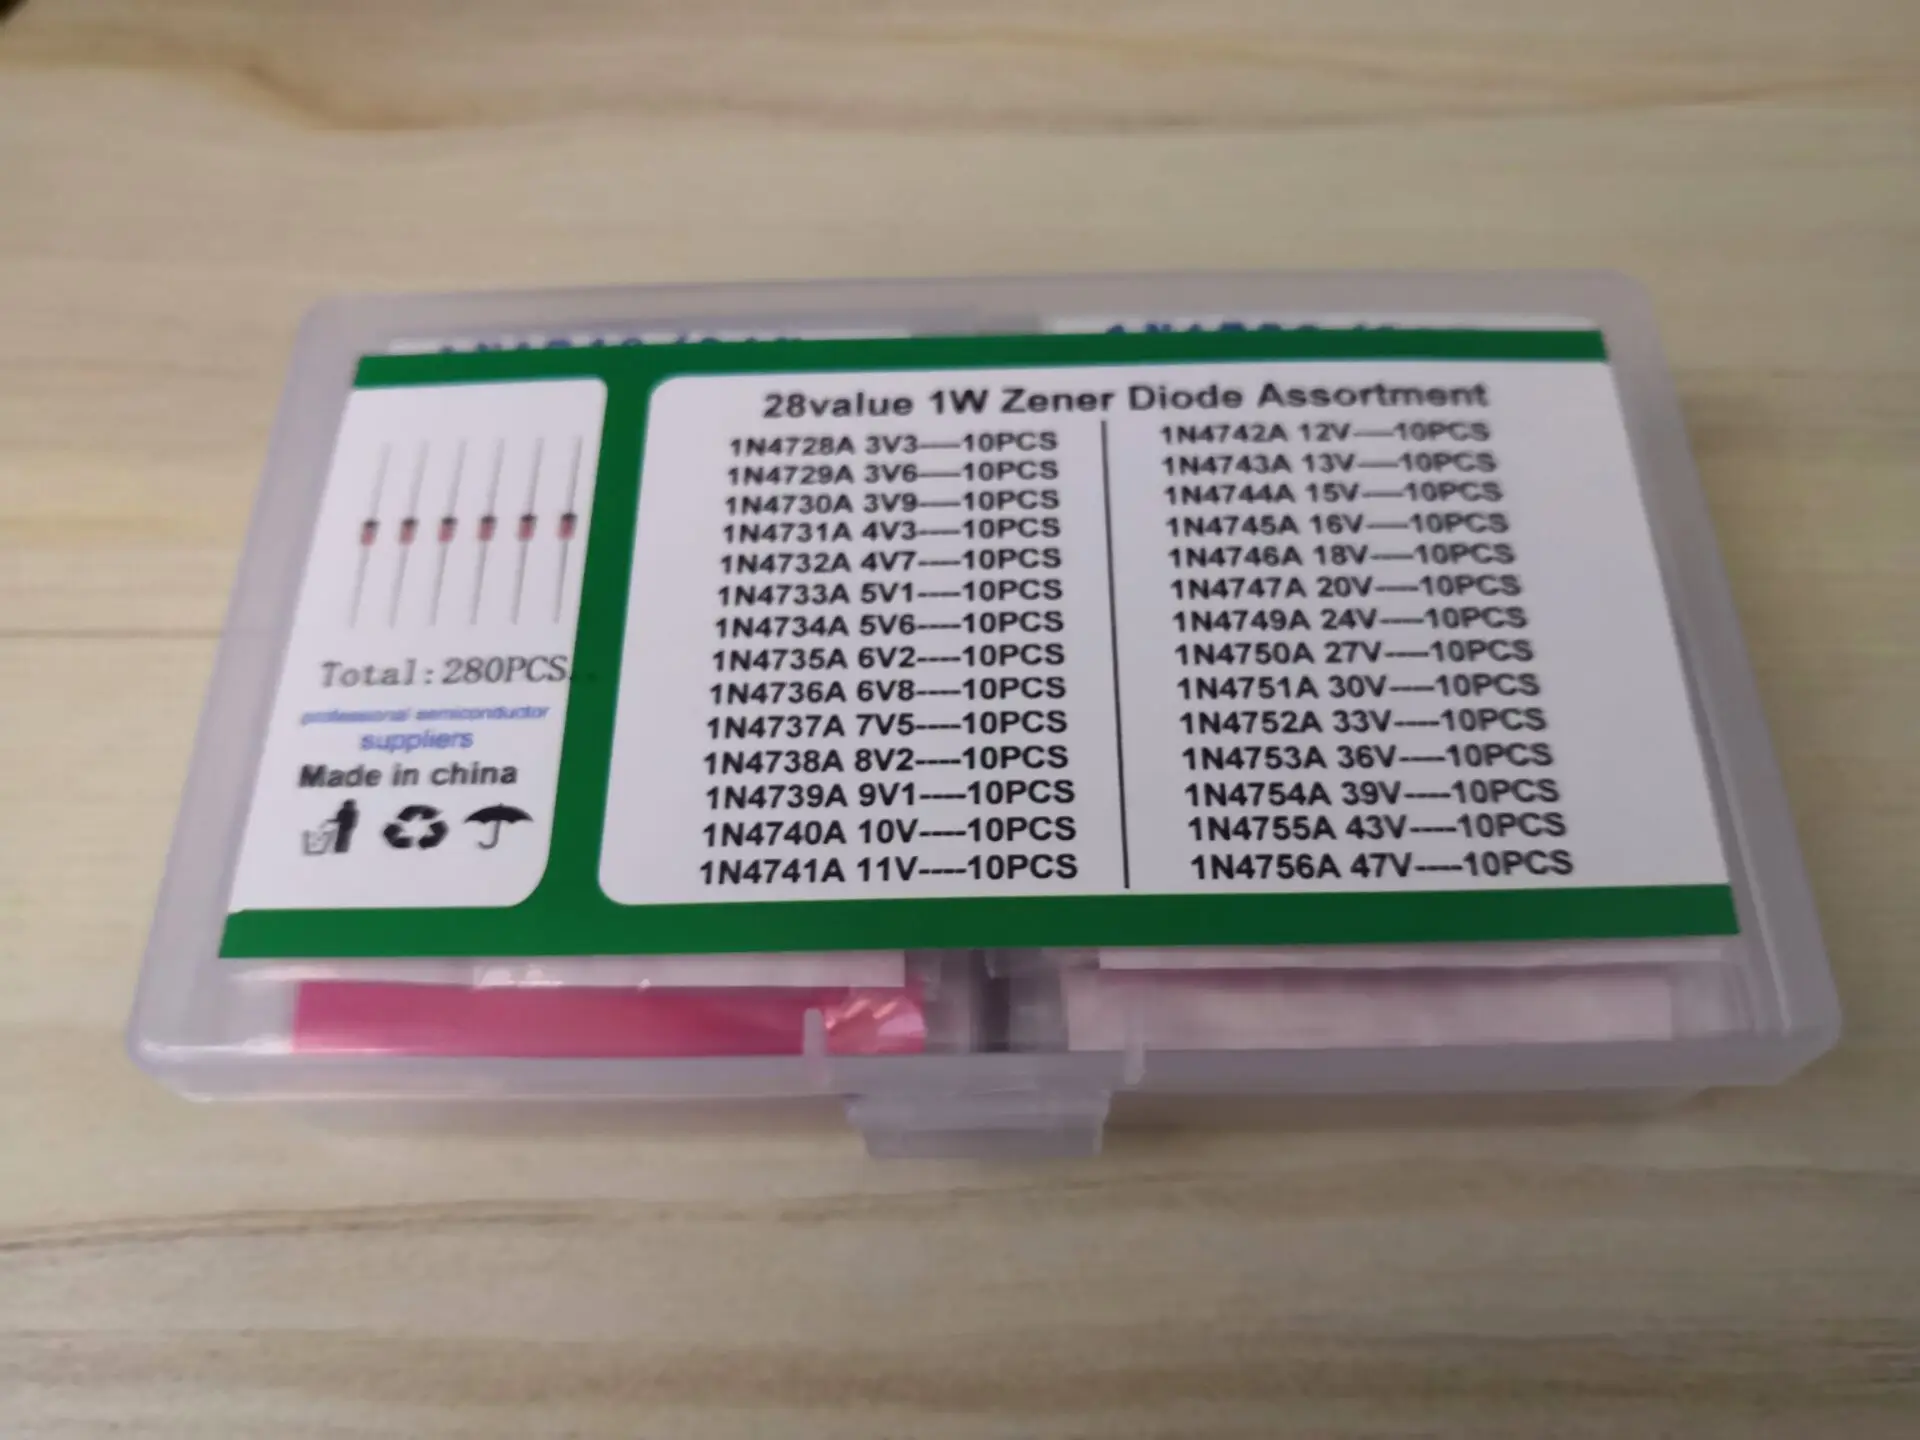 28value 1W Zener Diode Assortment
1N4728A 3V3----10PCS
1N4729A 3V6----10PCS
1N4730A 3V9----10PCS
1N4731A 4V3----10PCS
1N4732A 4V7----10PCS
1N4733A 5V1----10PCS
1N4734A 5V6----10PCS
1N4735A 6V2----10PCS
1N4736A 6V8----10PCS
1N4737A 7V5----10PCS
1N4738A 8V2----10PCS
1N4739A 9V1----10PCS
1N4740A 10V----10PCS
1N4741A 11V----10PCS
1N4742A 12V----10PCS
1N4743A 13V----10PCS
1N4744A 15V----10PCS
1N4745A 16V----10PCS
1N4746A 18V----10PCS
1N4747A 20V----10PCS
1N4749A 24V----10PCS
1N4750A 27V----10PCS
1N4751A 30V----10PCS
1N4752A 33V----10PCS
1N4753A 36V----10PCS
1N4754A 39V----10PCS
1N4755A 43V----10PCS
1N4756A 47V----10PCS
Total:280PCS..
professional semiconductor
suppliers
Made in china